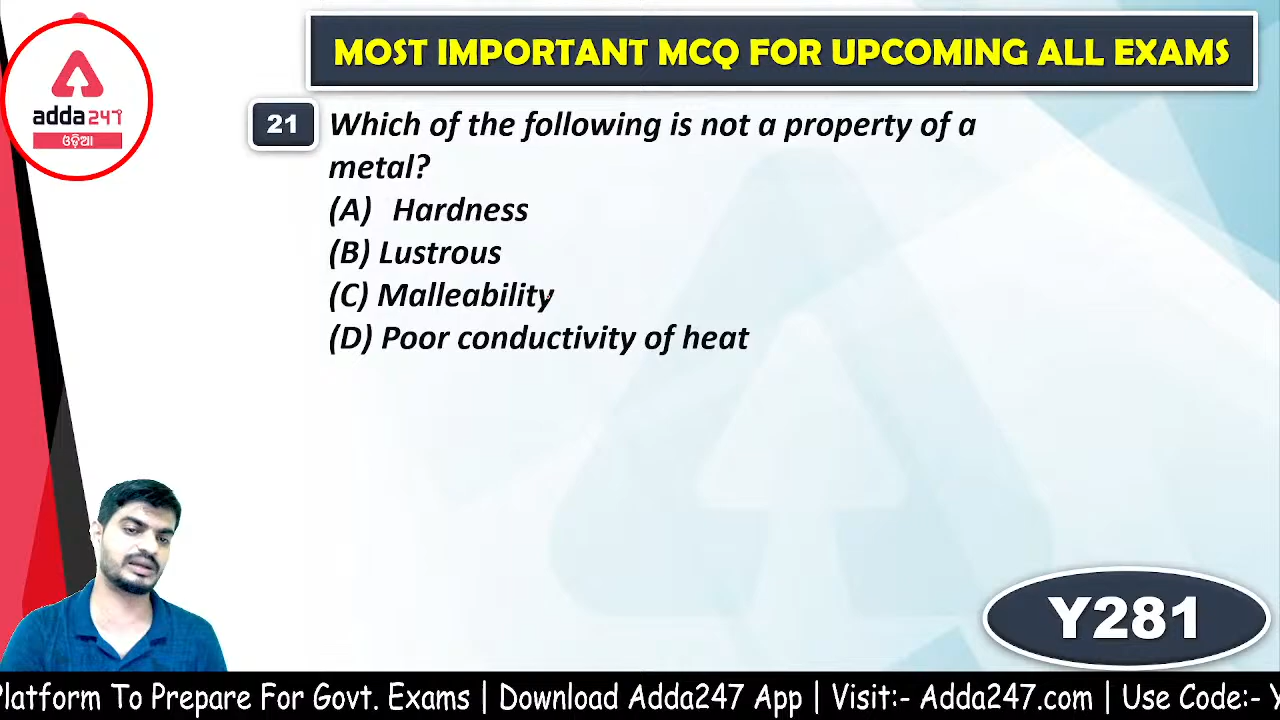 MOST IMPORTANT MCQ FOR UPCOMING ALL EXAMS
adda247
ଓଡ଼ିଆ
21
Which of the following is not a property of a
metal?
(A) Hardness
(B) Lustrous
(C) Malleability
(D) Poor conductivity of heat
Y281
Platform To Prepare For Govt. Exams | Download Adda247 App | Visit:- Adda247.com | Use Code:- Y